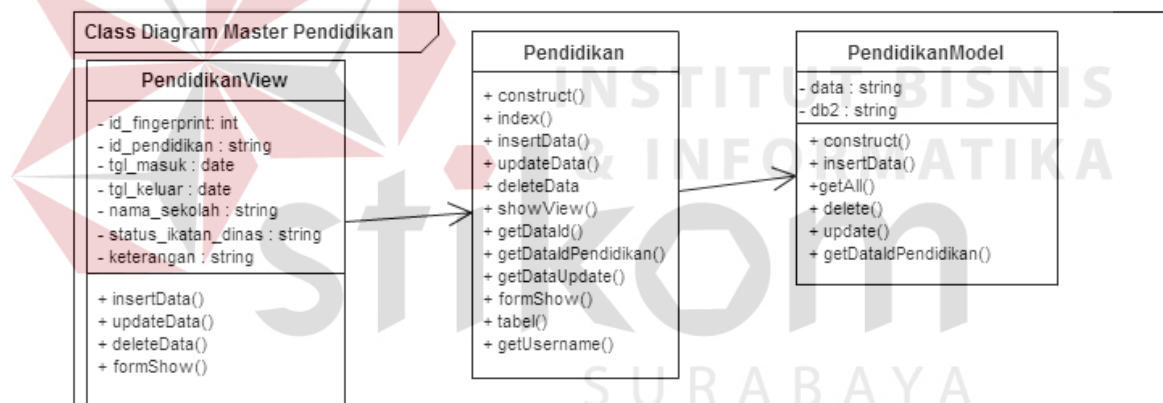 Class Diagram Master Pendidikan
PendidikanView
- id_fingerprint: int
- id_pendidikan : string
- tgl_masuk : date
- tgl_keluar : date
- nama_sekolah : string
- status_ikatan_dinas : string
- keterangan : string
+ insertData()
+ updateData()
+ deleteData()
+ formShow()
Pendidikan
+ construct()
+ index()
+ insertData()
+ updateData()
+ deleteData
+ showView()
+ getDataId()
+ getDataIdPendidikan()
+ getDataUpdate()
+ formShow()
+ tabel()
+ getUsername()
PendidikanModel
- data : string
- db2 : string
+ construct()
+ insertData()
+getAll()
+ delete()
+ update()
+ getDataIdPendidikan()
INSTITUT BISNIS
& INFORMATIKA
stikom
SURABAYA